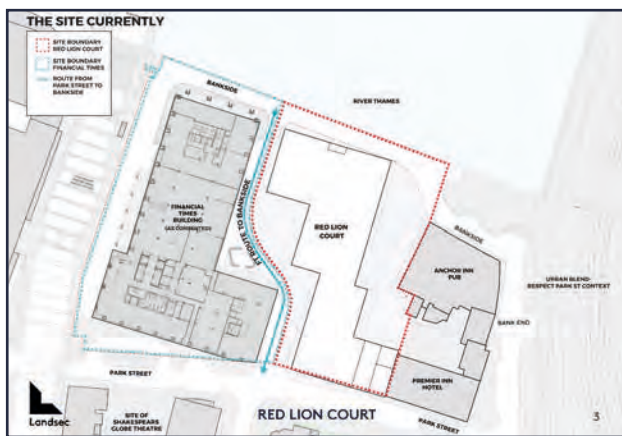 THE SITE CURRENTLY
SITE BOUNDARY
RED LION COURT
SITE BOUNDARY
FINANCIAL TIMES
ROUTE FROM
PARK STREET TO
BANKSIDE
BANKSIDE
RIVER THAMES
FINANCIAL
TIMES
BUILDING
FT ROUTE TO BANKSIDE
RED LION
COURT
BANKSIDE
ANCHOR INN
PUB
URBAN BLEND-
RESPECT PARK ST CONTEXT
BANK END
PREMIER INN
HOTEL
PARK STREET
PARK STREET
Landsec
SITE OF
SHAKESPEARS
GLOBE THEATRE
RED LION COURT
3